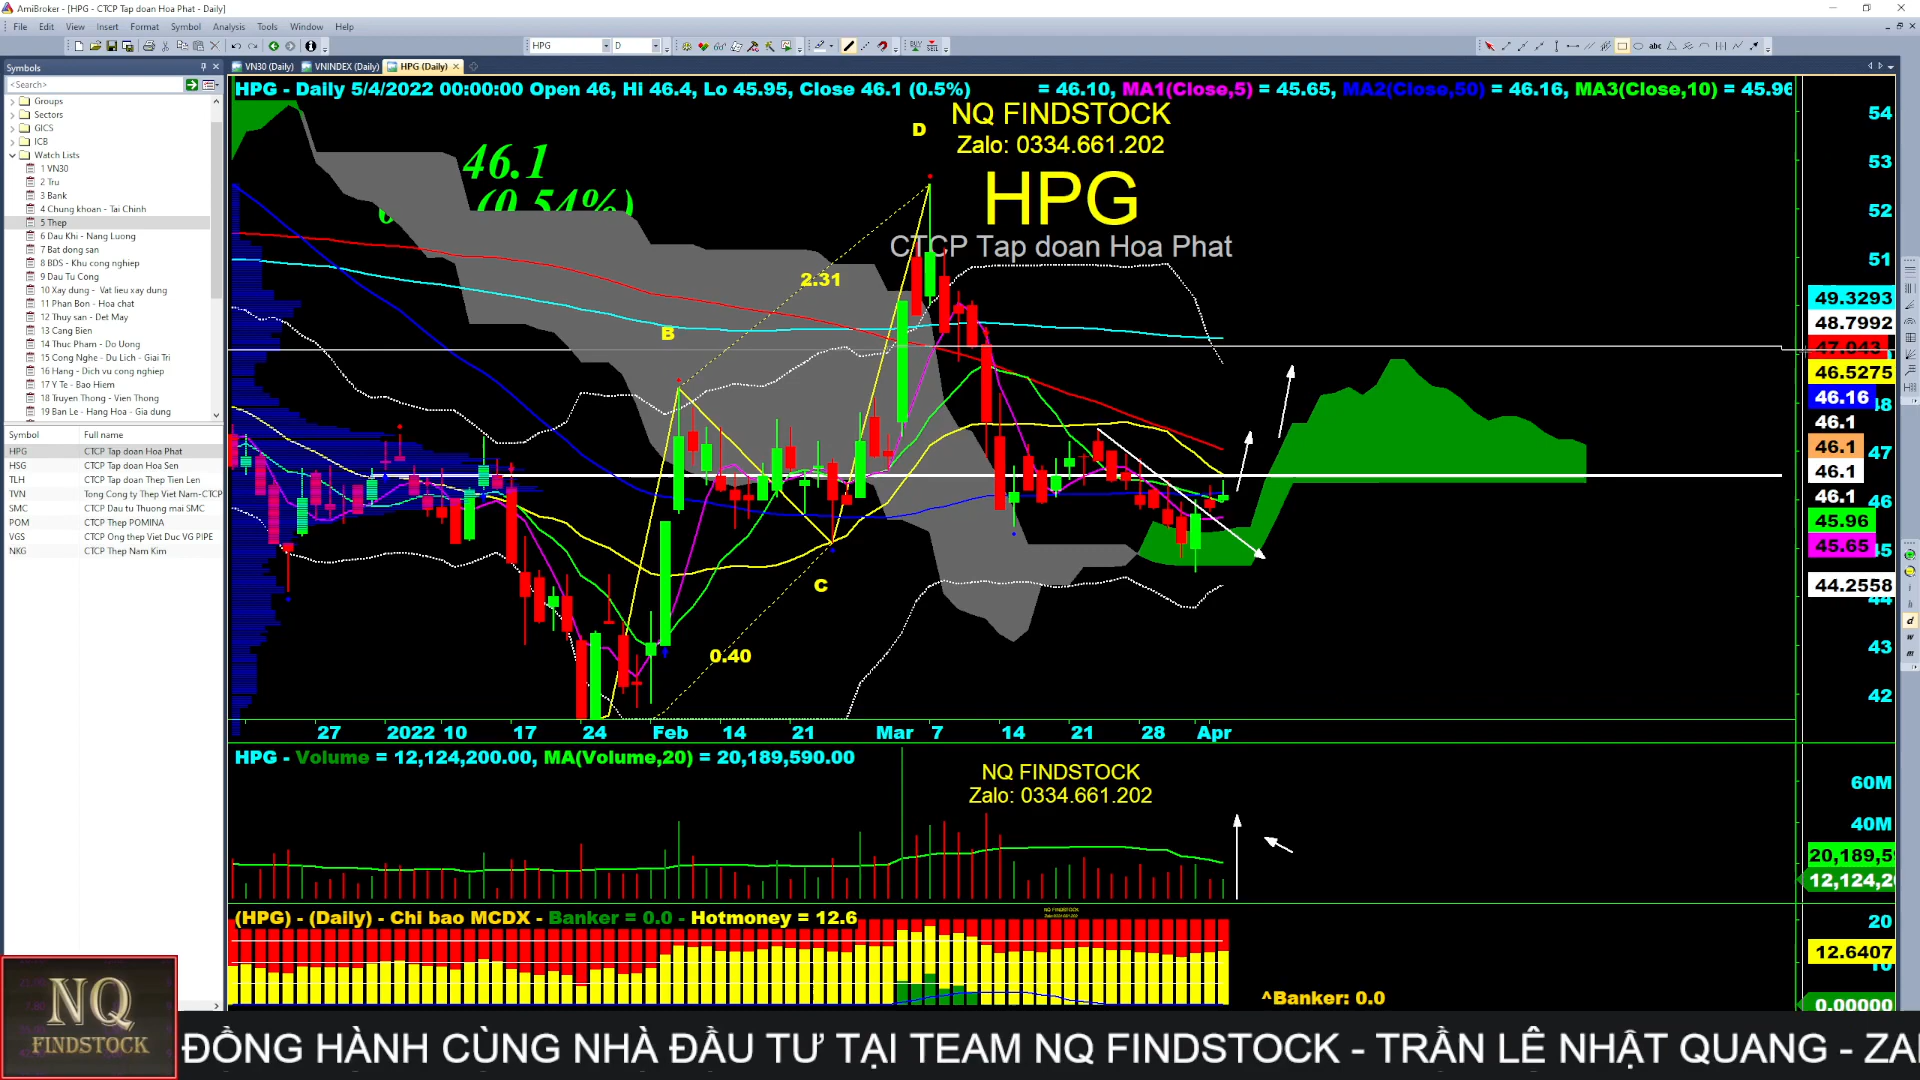 AmiBroker - [HPG - CTCP Tap doan Hoa Phat - Daily]
File Edit View Insert Format Symbol Analysis Tools Window Help
HPG D
Symbols
VN30 (Daily) VNINDEX (Daily) HPG (Daily)
<Search>
Groups
Sectors
GICS
ICB
Watch Lists
1 VN30
2 Tru
3 Bank
4 Chung khoan - Tai Chinh
5 Thep
6 Dau Khi - Nang Luong
7 Bat dong san
8 BDS - Khu cong nghiep
9 Dau Tu Cong
10 Xay dung - Vat lieu xay dung
11 Phan Bon - Hoa chat
12 Thuy san - Det May
13 Cang Bien
14 Thuc Pham - Do Uong
15 Cong Nghe - Du Lich - Giai Tri
16 Hang - Dich vu cong nghiep
17 Y Te - Bao Hiem
18 Truyen Thong - Vien Thong
19 Ban Le - Hang Hoa - Gia dung
Symbol Full name
HPG CTCP Tap doan Hoa Phat
HSG CTCP Tap doan Hoa Sen
TLH CTCP Tap doan Thep Tien Len
TVN Tong Cong ty Thep Viet Nam-CTCP
SMC CTCP Dau tu Thuong mai SMC
POM CTCP Thep POMINA
VGS CTCP Ong thep Viet Duc VG PIPE
NKG CTCP Thep Nam Kim
HPG - Daily 5/4/2022 00:00:00 Open 46, Hi 46.4, Lo 45.95, Close 46.1 (0.5%) = 46.10, MA1(Close,5) = 45.65, MA2(Close,50) = 46.16, MA3(Close,10) = 45.96
NQ FINDSTOCK
Zalo: 0334.661.202
HPG
CTCP Tap doan Hoa Phat
46.1
(0.54%)
D
2.31
B
C
0.40
54
53
52
51
49.3293
48.7992
47.043
46.5275
46.16
48
46.1
46.1
47
46.1
46.1
46
45.96
45.65
45
44.2558
44
43
42
27 2022 10 17 24 Feb 14 21 Mar 7 14 21 28 Apr
HPG - Volume = 12,124,200.00, MA(Volume,20) = 20,189,590.00
NQ FINDSTOCK
Zalo: 0334.661.202
60M
40M
20,189,59
12,124,20
(HPG) - (Daily) - Chi bao MCDX - Banker = 0.0 - Hotmoney = 12.6
20
12.6407
10
^Banker: 0.0
0.00000
NQ
FINDSTOCK
ĐỒNG HÀNH CÙNG NHÀ ĐẦU TƯ TẠI TEAM NQ FINDSTOCK - TRẦN LÊ NHẬT QUANG - ZA